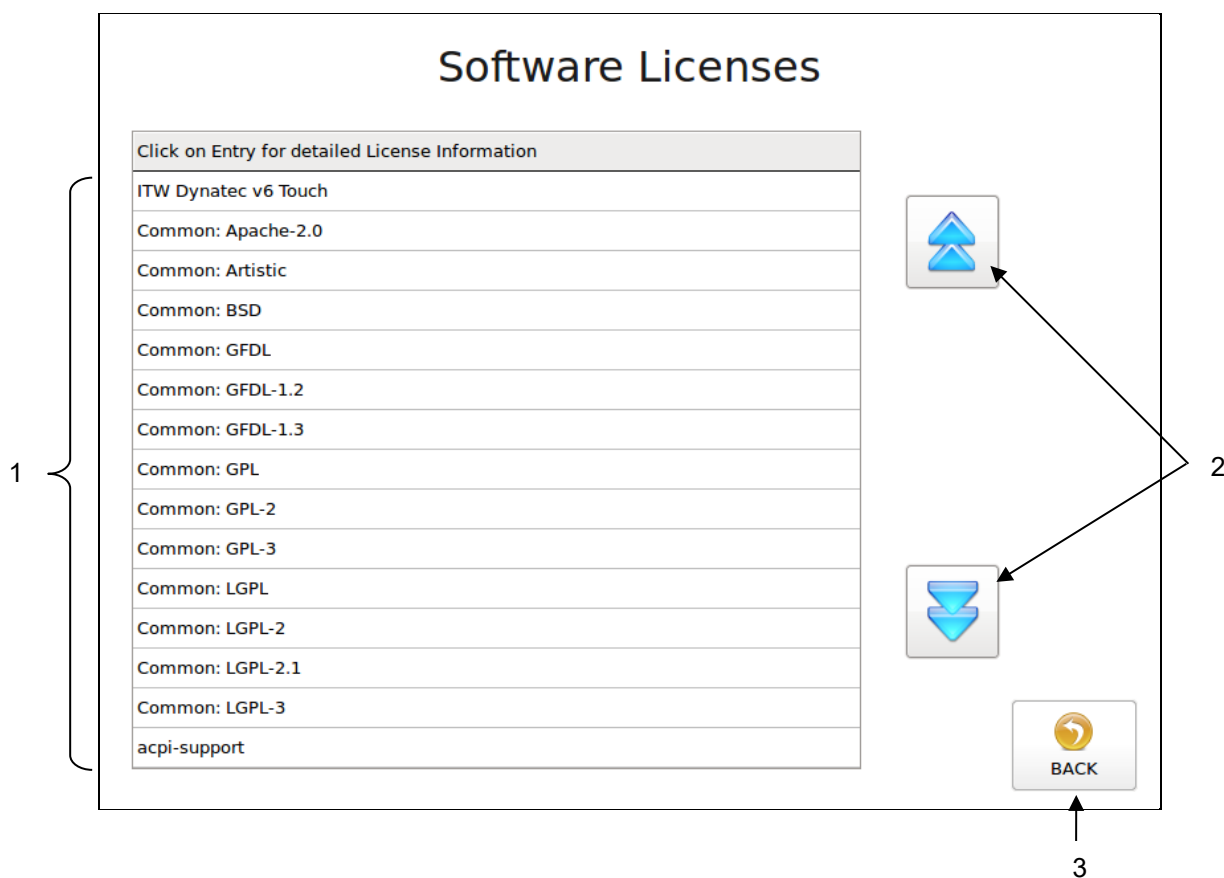 Software Licenses
Click on Entry for detailed License Information
ITW Dynatec v6 Touch
Common: Apache-2.0
Common: Artistic
Common: BSD
Common: GFDL
Common: GFDL-1.2
Common: GFDL-1.3
Common: GPL
Common: GPL-2
Common: GPL-3
Common: LGPL
Common: LGPL-2
Common: LGPL-2.1
Common: LGPL-3
acpi-support
1
2
BACK
3